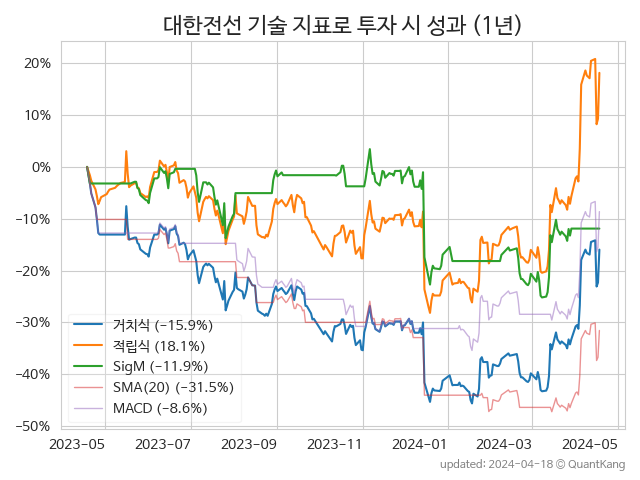 대한전선 기술 지표로 투자 시 성과 (1년)
20%
10%
0%
−10%
−20%
−30%
−40%
−50%
거치식 (−15.9%)
적립식 (18.1%)
SigM (−11.9%)
SMA(20) (−31.5%)
MACD (−8.6%)
2023-05 2023-07 2023-09 2023-11 2024-01 2024-03 2024-05
updated: 2024-04-18 © QuantKang